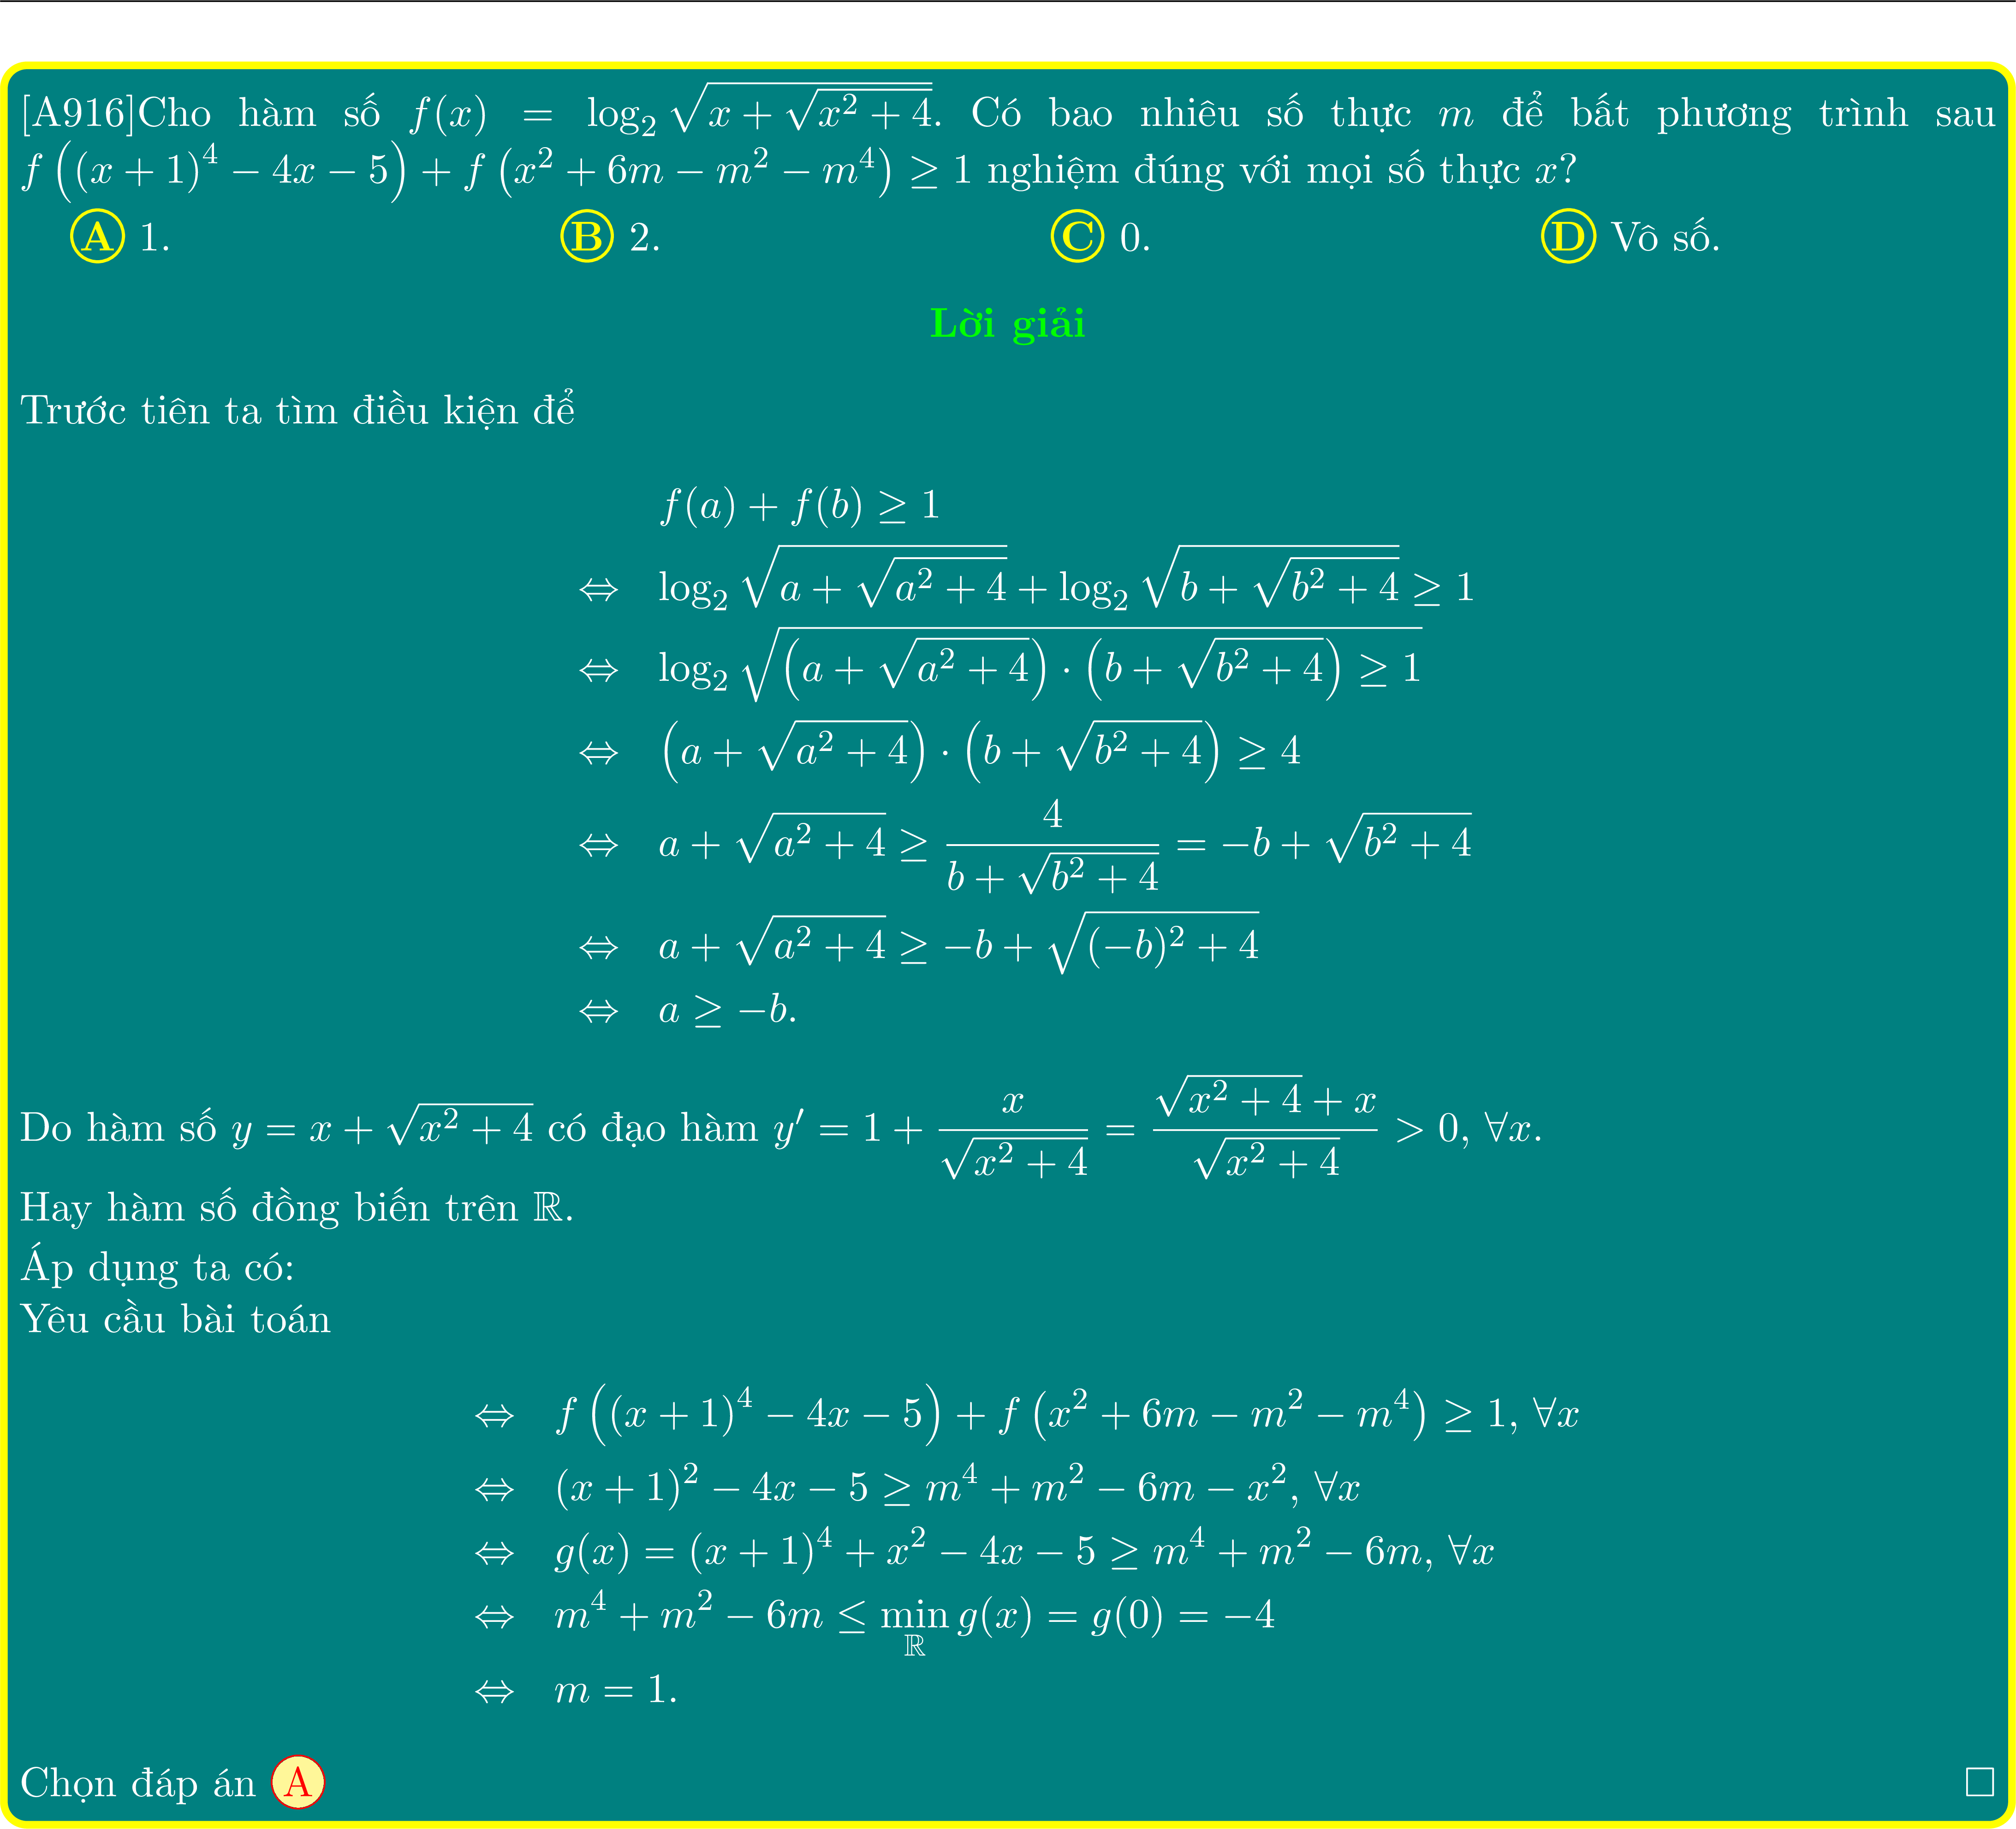 [A916]Cho hàm số $f(x) = \log_2 \sqrt{x + \sqrt{x^2 + 4}}$. Có bao nhiêu số thực $m$ để bất phương trình sau
$f\left((x + 1)^4 - 4x - 5\right) + f\left(x^2 + 6m - m^2 - m^4\right) \geq 1$ nghiệm đúng với mọi số thực $x$?
A 1. B 2. C 0. D Vô số.
Lời giải
Trước tiên ta tìm điều kiện để
$f(a) + f(b) \geq 1$
$\Leftrightarrow \log_2 \sqrt{a + \sqrt{a^2 + 4}} + \log_2 \sqrt{b + \sqrt{b^2 + 4}} \geq 1$
$\Leftrightarrow \log_2 \sqrt{\left(a + \sqrt{a^2 + 4}\right) \cdot \left(b + \sqrt{b^2 + 4}\right) \geq 1}$
$\Leftrightarrow \left(a + \sqrt{a^2 + 4}\right) \cdot \left(b + \sqrt{b^2 + 4}\right) \geq 4$
$\Leftrightarrow a + \sqrt{a^2 + 4} \geq \dfrac{4}{b + \sqrt{b^2 + 4}} = -b + \sqrt{b^2 + 4}$
$\Leftrightarrow a + \sqrt{a^2 + 4} \geq -b + \sqrt{(-b)^2 + 4}$
$\Leftrightarrow a \geq -b.$
Do hàm số $y = x + \sqrt{x^2 + 4}$ có đạo hàm $y' = 1 + \dfrac{x}{\sqrt{x^2 + 4}} = \dfrac{\sqrt{x^2 + 4} + x}{\sqrt{x^2 + 4}} > 0, \forall x.$
Hay hàm số đồng biến trên $\mathbb{R}$.
Áp dụng ta có:
Yêu cầu bài toán
$\Leftrightarrow f\left((x + 1)^4 - 4x - 5\right) + f\left(x^2 + 6m - m^2 - m^4\right) \geq 1, \forall x$
$\Leftrightarrow (x + 1)^2 - 4x - 5 \geq m^4 + m^2 - 6m - x^2, \forall x$
$\Leftrightarrow g(x) = (x + 1)^4 + x^2 - 4x - 5 \geq m^4 + m^2 - 6m, \forall x$
$\Leftrightarrow m^4 + m^2 - 6m \leq \min\limits_{\mathbb{R}} g(x) = g(0) = -4$
$\Leftrightarrow m = 1.$
Chọn đáp án A □